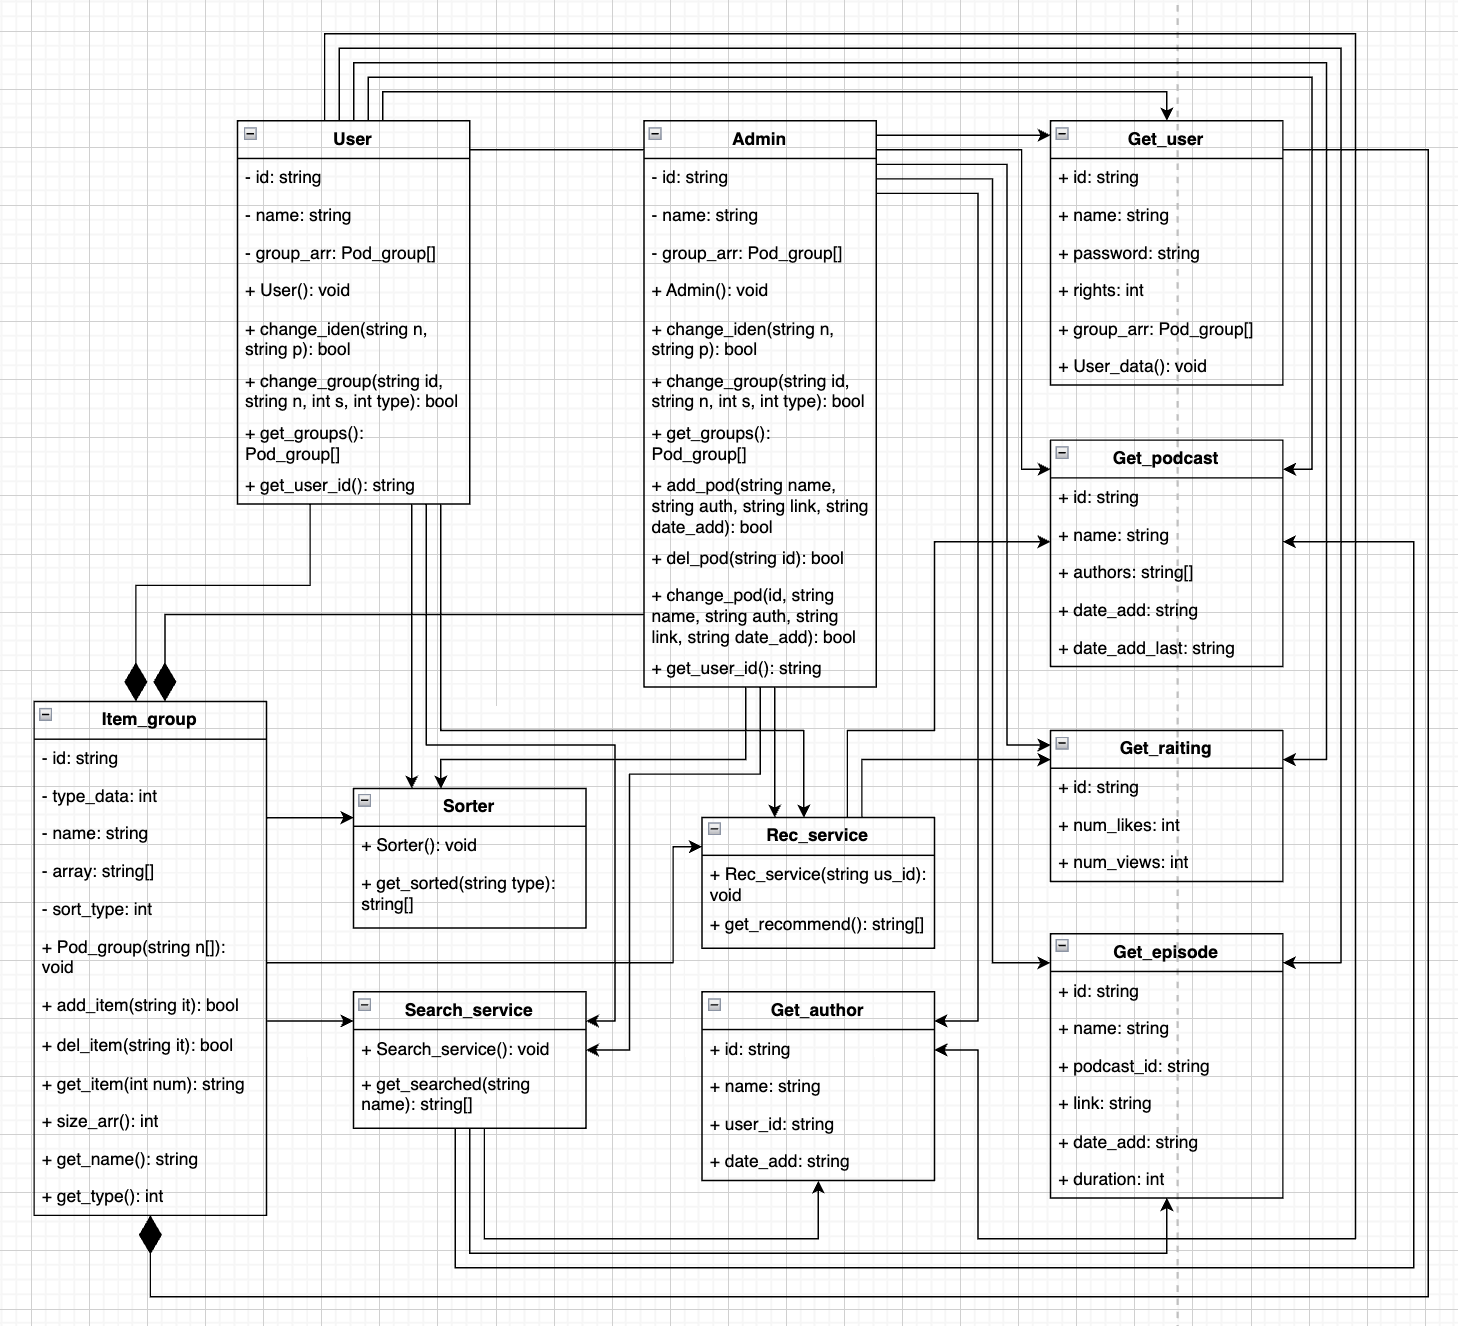 User
- id: string
- name: string
- group_arr: Pod_group[]
+ User(): void
+ change_iden(string n,
string p): bool
+ change_group(string id,
string n, int s, int type): bool
+ get_groups():
Pod_group[]
+ get_user_id(): string
Admin
- id: string
- name: string
- group_arr: Pod_group[]
+ Admin(): void
+ change_iden(string n,
string p): bool
+ change_group(string id,
string n, int s, int type): bool
+ get_groups():
Pod_group[]
+ add_pod(string name,
string auth, string link, string
date_add): bool
+ del_pod(string id): bool
+ change_pod(id, string
name, string auth, string
link, string date_add): bool
+ get_user_id(): string
Get_user
+ id: string
+ name: string
+ password: string
+ rights: int
+ group_arr: Pod_group[]
+ User_data(): void
Get_podcast
+ id: string
+ name: string
+ authors: string[]
+ date_add: string
+ date_add_last: string
Item_group
- id: string
- type_data: int
- name: string
- array: string[]
- sort_type: int
+ Pod_group(string n[]):
void
+ add_item(string it): bool
+ del_item(string it): bool
+ get_item(int num): string
+ size_arr(): int
+ get_name(): string
+ get_type(): int
Sorter
+ Sorter(): void
+ get_sorted(string type):
string[]
Rec_service
+ Rec_service(string us_id):
void
+ get_recommend(): string[]
Get_raiting
+ id: string
+ num_likes: int
+ num_views: int
Search_service
+ Search_service(): void
+ get_searched(string
name): string[]
Get_author
+ id: string
+ name: string
+ user_id: string
+ date_add: string
Get_episode
+ id: string
+ name: string
+ podcast_id: string
+ link: string
+ date_add: string
+ duration: int